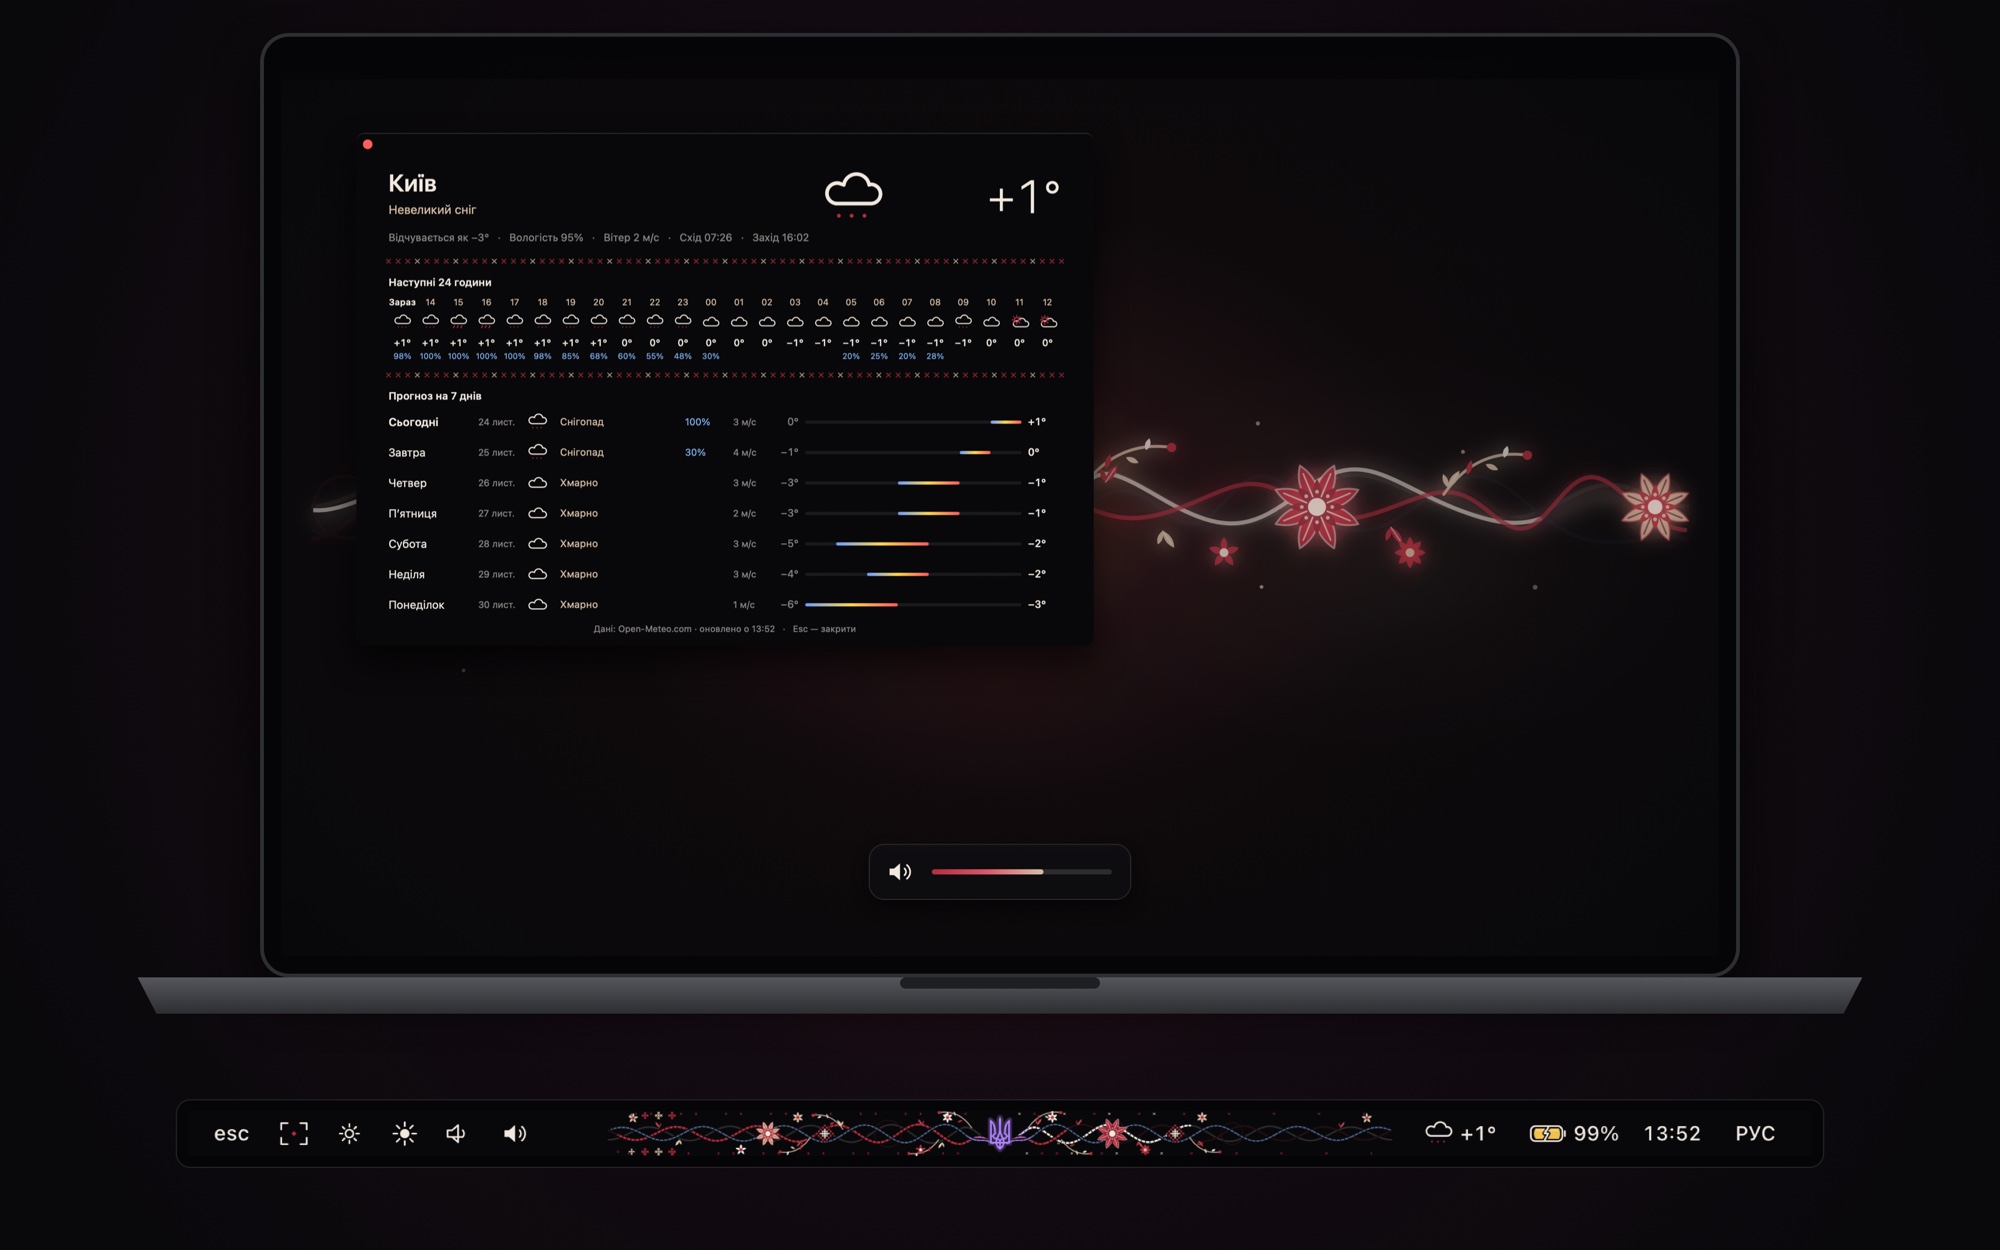 Київ
+1°
Невеликий сніг
Відчувається як −3° · Вологість 95% · Вітер 2 м/с · Схід 07:26 · Захід 16:02
Наступні 24 години
Зараз 14 15 16 17 18 19 20 21 22 23 00 01 02 03 04 05 06 07 08 09 10 11 12
+1° +1° +1° +1° +1° +1° +1° +1° 0° 0° 0° 0° 0° 0° −1° −1° −1° −1° −1° −1° −1° 0° 0° 0°
98% 100% 100% 100% 100% 98% 85% 68% 60% 55% 48% 30% 20% 25% 20% 28%
Прогноз на 7 днів
Сьогодні 24 лист. Снігопад 100% 3 м/с 0° +1°
Завтра 25 лист. Снігопад 30% 4 м/с −1° 0°
Четвер 26 лист. Хмарно 3 м/с −3° −1°
Пʼятниця 27 лист. Хмарно 2 м/с −3° −1°
Субота 28 лист. Хмарно 3 м/с −5° −2°
Неділя 29 лист. Хмарно 3 м/с −4° −2°
Понеділок 30 лист. Хмарно 1 м/с −6° −3°
Дані: Open-Meteo.com · оновлено о 13:52 · Esc — закрити
esc +1° 99% 13:52 РУС